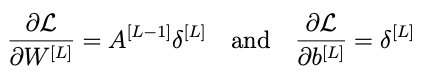 ∂𝓛/∂W^[L] = A^[L−1] δ^[L] and ∂𝓛/∂b^[L] = δ^[L]